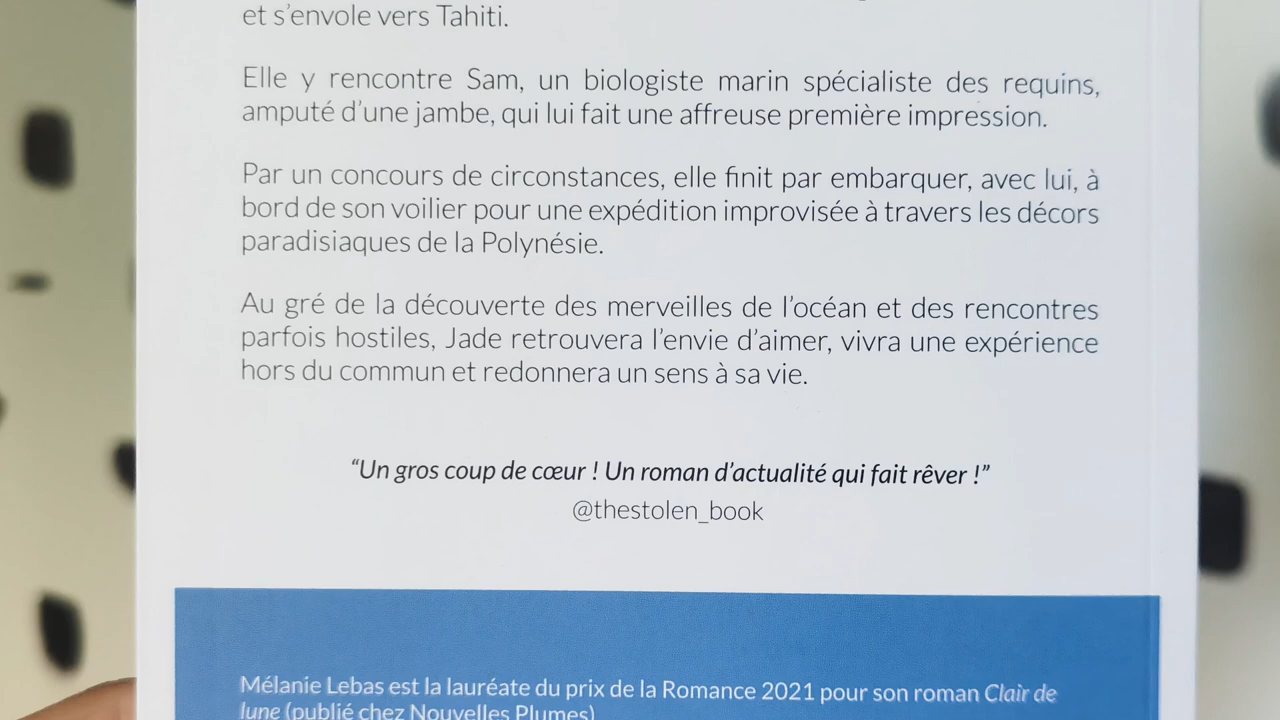 et s’envole vers Tahiti.
Elle y rencontre Sam, un biologiste marin spécialiste des requins,
amputé d’une jambe, qui lui fait une affreuse première impression.
Par un concours de circonstances, elle finit par embarquer, avec lui, à
bord de son voilier pour une expédition improvisée à travers les décors
paradisiaques de la Polynésie.
Au gré de la découverte des merveilles de l’océan et des rencontres
parfois hostiles, Jade retrouvera l’envie d’aimer, vivra une expérience
hors du commun et redonnera un sens à sa vie.
“Un gros coup de cœur ! Un roman d’actualité qui fait rêver !”
@thestolen_book
Mélanie Lebas est la lauréate du prix de la Romance 2021 pour son roman Clair de
lune (publié chez Nouvelles Plumes)